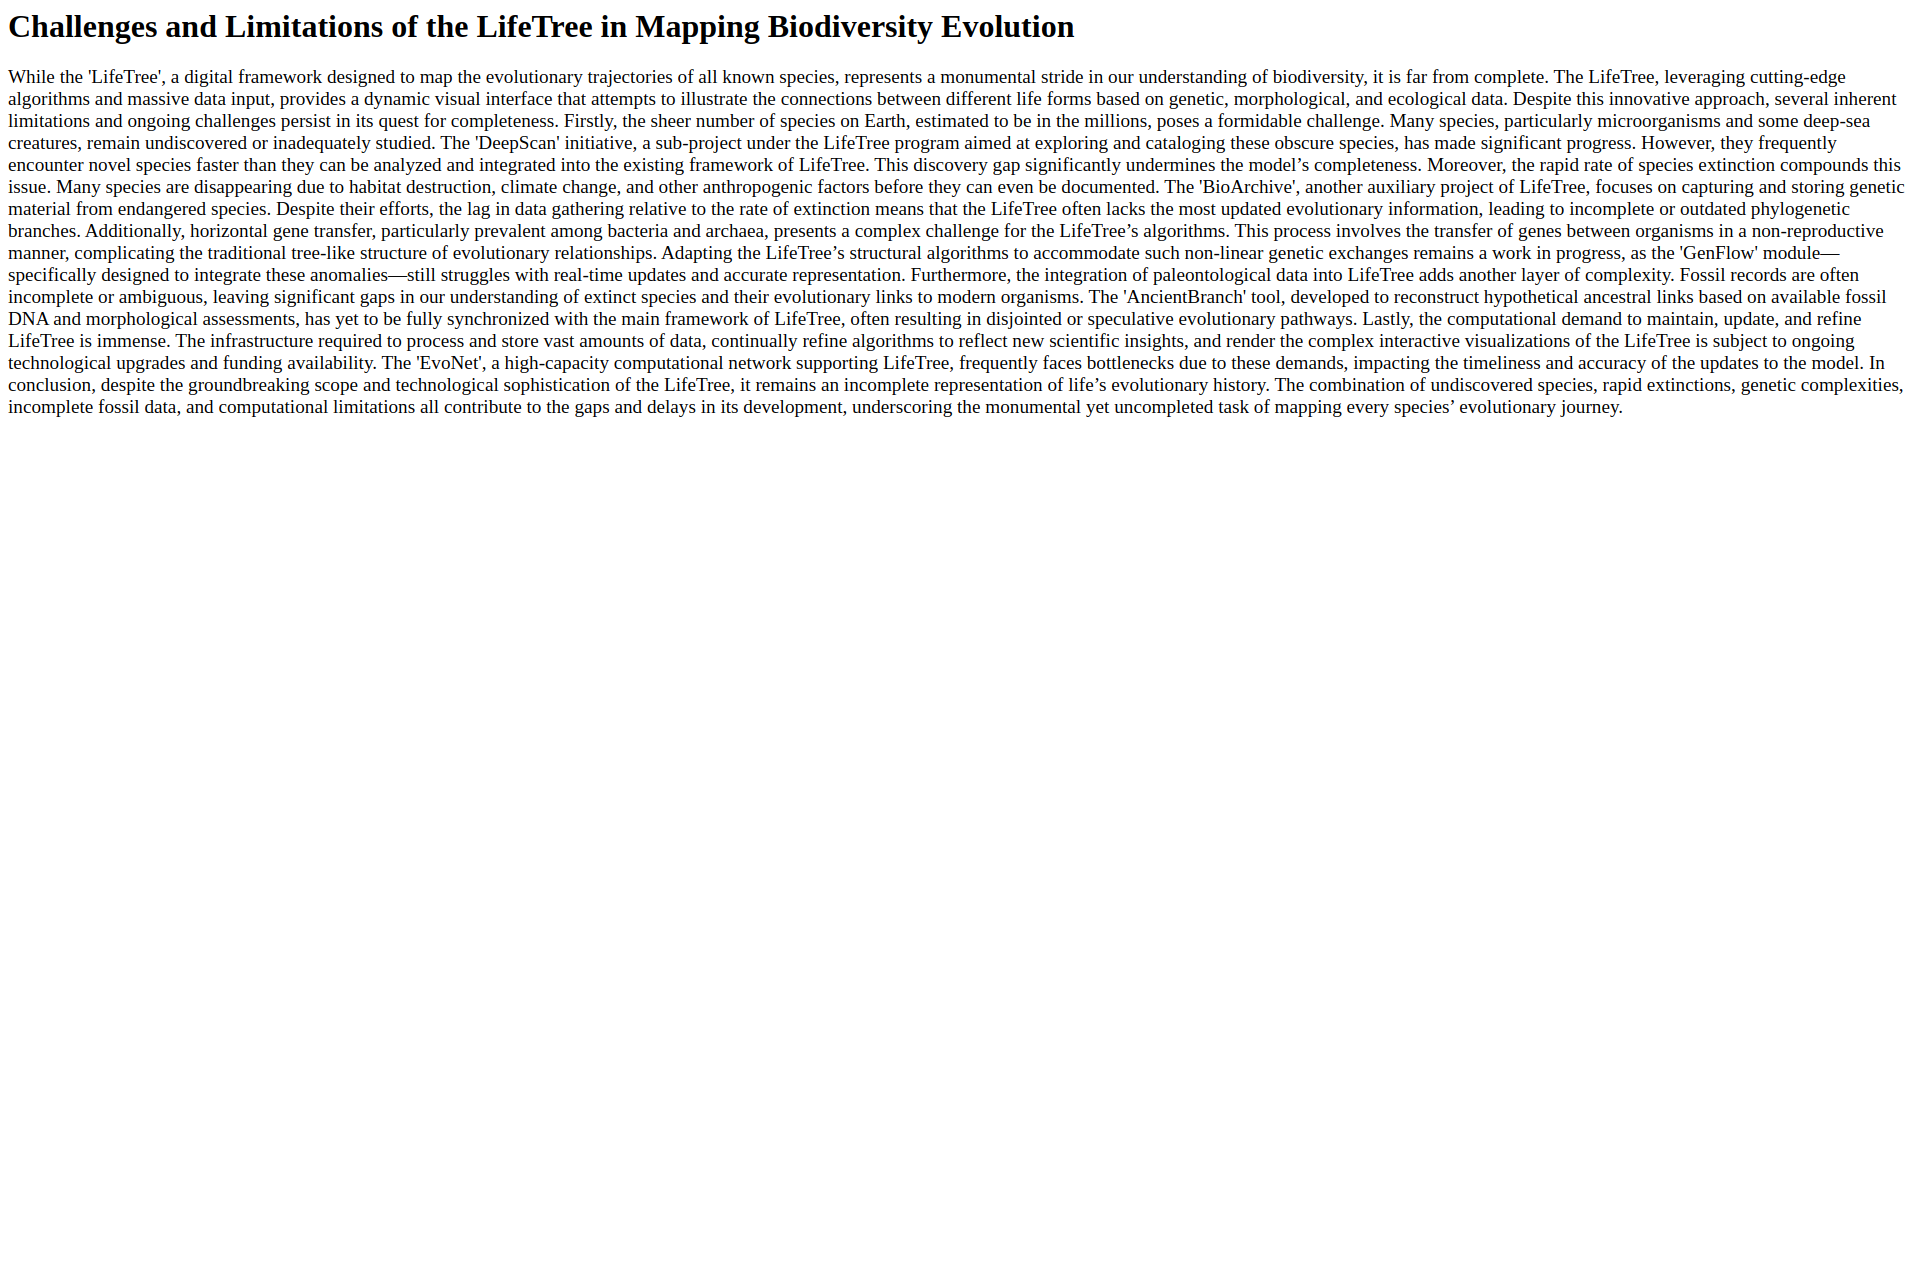 Challenges and Limitations of the LifeTree in Mapping Biodiversity Evolution
While the 'LifeTree', a digital framework designed to map the evolutionary trajectories of all known species, represents a monumental stride in our understanding of biodiversity, it is far from complete. The LifeTree, leveraging cutting-edge
algorithms and massive data input, provides a dynamic visual interface that attempts to illustrate the connections between different life forms based on genetic, morphological, and ecological data. Despite this innovative approach, several inherent
limitations and ongoing challenges persist in its quest for completeness. Firstly, the sheer number of species on Earth, estimated to be in the millions, poses a formidable challenge. Many species, particularly microorganisms and some deep-sea
creatures, remain undiscovered or inadequately studied. The 'DeepScan' initiative, a sub-project under the LifeTree program aimed at exploring and cataloging these obscure species, has made significant progress. However, they frequently
encounter novel species faster than they can be analyzed and integrated into the existing framework of LifeTree. This discovery gap significantly undermines the model’s completeness. Moreover, the rapid rate of species extinction compounds this
issue. Many species are disappearing due to habitat destruction, climate change, and other anthropogenic factors before they can even be documented. The 'BioArchive', another auxiliary project of LifeTree, focuses on capturing and storing genetic
material from endangered species. Despite their efforts, the lag in data gathering relative to the rate of extinction means that the LifeTree often lacks the most updated evolutionary information, leading to incomplete or outdated phylogenetic
branches. Additionally, horizontal gene transfer, particularly prevalent among bacteria and archaea, presents a complex challenge for the LifeTree’s algorithms. This process involves the transfer of genes between organisms in a non-reproductive
manner, complicating the traditional tree-like structure of evolutionary relationships. Adapting the LifeTree’s structural algorithms to accommodate such non-linear genetic exchanges remains a work in progress, as the 'GenFlow' module—
specifically designed to integrate these anomalies—still struggles with real-time updates and accurate representation. Furthermore, the integration of paleontological data into LifeTree adds another layer of complexity. Fossil records are often
incomplete or ambiguous, leaving significant gaps in our understanding of extinct species and their evolutionary links to modern organisms. The 'AncientBranch' tool, developed to reconstruct hypothetical ancestral links based on available fossil
DNA and morphological assessments, has yet to be fully synchronized with the main framework of LifeTree, often resulting in disjointed or speculative evolutionary pathways. Lastly, the computational demand to maintain, update, and refine
LifeTree is immense. The infrastructure required to process and store vast amounts of data, continually refine algorithms to reflect new scientific insights, and render the complex interactive visualizations of the LifeTree is subject to ongoing
technological upgrades and funding availability. The 'EvoNet', a high-capacity computational network supporting LifeTree, frequently faces bottlenecks due to these demands, impacting the timeliness and accuracy of the updates to the model. In
conclusion, despite the groundbreaking scope and technological sophistication of the LifeTree, it remains an incomplete representation of life’s evolutionary history. The combination of undiscovered species, rapid extinctions, genetic complexities,
incomplete fossil data, and computational limitations all contribute to the gaps and delays in its development, underscoring the monumental yet uncompleted task of mapping every species’ evolutionary journey.